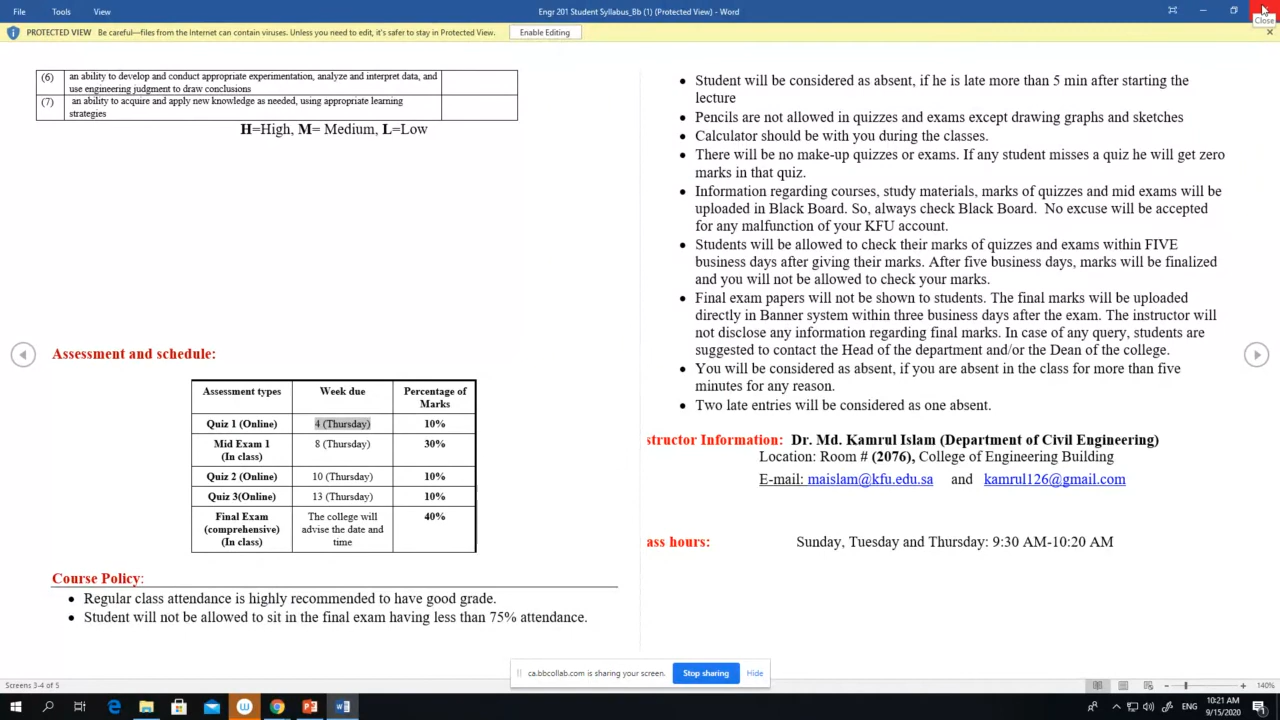 File Tools View Engr 201 Student Syllabus_Bb (1) (Protected View) - Word
Close
PROTECTED VIEW Be careful—files from the Internet can contain viruses. Unless you need to edit, it's safer to stay in Protected View. Enable Editing
(6) an ability to develop and conduct appropriate experimentation, analyze and interpret data, and
use engineering judgment to draw conclusions
(7) an ability to acquire and apply new knowledge as needed, using appropriate learning
strategies
H=High, M= Medium, L=Low
Assessment and schedule:
Assessment types Week due Percentage of
Marks
Quiz 1 (Online) 4 (Thursday) 10%
Mid Exam 1 8 (Thursday) 30%
(In class)
Quiz 2 (Online) 10 (Thursday) 10%
Quiz 3(Online) 13 (Thursday) 10%
Final Exam The college will 40%
(comprehensive) advise the date and
(In class) time
Course Policy:
• Regular class attendance is highly recommended to have good grade.
• Student will not be allowed to sit in the final exam having less than 75% attendance.
• Student will be considered as absent, if he is late more than 5 min after starting the
lecture
• Pencils are not allowed in quizzes and exams except drawing graphs and sketches
• Calculator should be with you during the classes.
• There will be no make-up quizzes or exams. If any student misses a quiz he will get zero
marks in that quiz.
• Information regarding courses, study materials, marks of quizzes and mid exams will be
uploaded in Black Board. So, always check Black Board. No excuse will be accepted
for any malfunction of your KFU account.
• Students will be allowed to check their marks of quizzes and exams within FIVE
business days after giving their marks. After five business days, marks will be finalized
and you will not be allowed to check your marks.
• Final exam papers will not be shown to students. The final marks will be uploaded
directly in Banner system within three business days after the exam. The instructor will
not disclose any information regarding final marks. In case of any query, students are
suggested to contact the Head of the department and/or the Dean of the college.
• You will be considered as absent, if you are absent in the class for more than five
minutes for any reason.
• Two late entries will be considered as one absent.
structor Information: Dr. Md. Kamrul Islam (Department of Civil Engineering)
Location: Room # (2076), College of Engineering Building
E-mail: maislam@kfu.edu.sa and kamrul126@gmail.com
ass hours: Sunday, Tuesday and Thursday: 9:30 AM-10:20 AM
ca.bbcollab.com is sharing your screen. Stop sharing Hide
Screens 3-4 of 5 140%
ENG 10:21 AM
9/15/2020